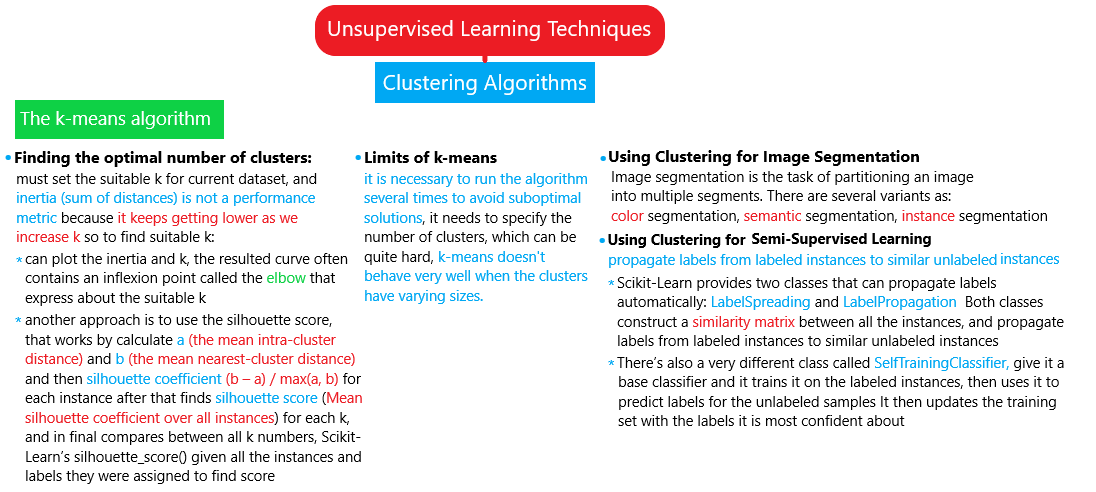 Unsupervised Learning Techniques
Clustering Algorithms
The k-means algorithm
• Finding the optimal number of clusters:
must set the suitable k for current dataset, and
inertia (sum of distances) is not a performance
metric because it keeps getting lower as we
increase k so to find suitable k:
* can plot the inertia and k, the resulted curve often
contains an inflexion point called the elbow that
express about the suitable k
* another approach is to use the silhouette score,
that works by calculate a (the mean intra-cluster
distance) and b (the mean nearest-cluster distance)
and then silhouette coefficient (b – a) / max(a, b) for
each instance after that finds silhouette score (Mean
silhouette coefficient over all instances) for each k,
and in final compares between all k numbers, Scikit-
Learn's silhouette_score() given all the instances and
labels they were assigned to find score
• Limits of k-means
it is necessary to run the algorithm
several times to avoid suboptimal
solutions, it needs to specify the
number of clusters, which can be
quite hard, k-means doesn't
behave very well when the clusters
have varying sizes.
• Using Clustering for Image Segmentation
Image segmentation is the task of partitioning an image
into multiple segments. There are several variants as:
color segmentation, semantic segmentation, instance segmentation
• Using Clustering for Semi-Supervised Learning
propagate labels from labeled instances to similar unlabeled instances
* Scikit-Learn provides two classes that can propagate labels
automatically: LabelSpreading and LabelPropagation Both classes
construct a similarity matrix between all the instances, and propagate
labels from labeled instances to similar unlabeled instances
* There's also a very different class called SelfTrainingClassifier, give it a
base classifier and it trains it on the labeled instances, then uses it to
predict labels for the unlabeled samples It then updates the training
set with the labels it is most confident about